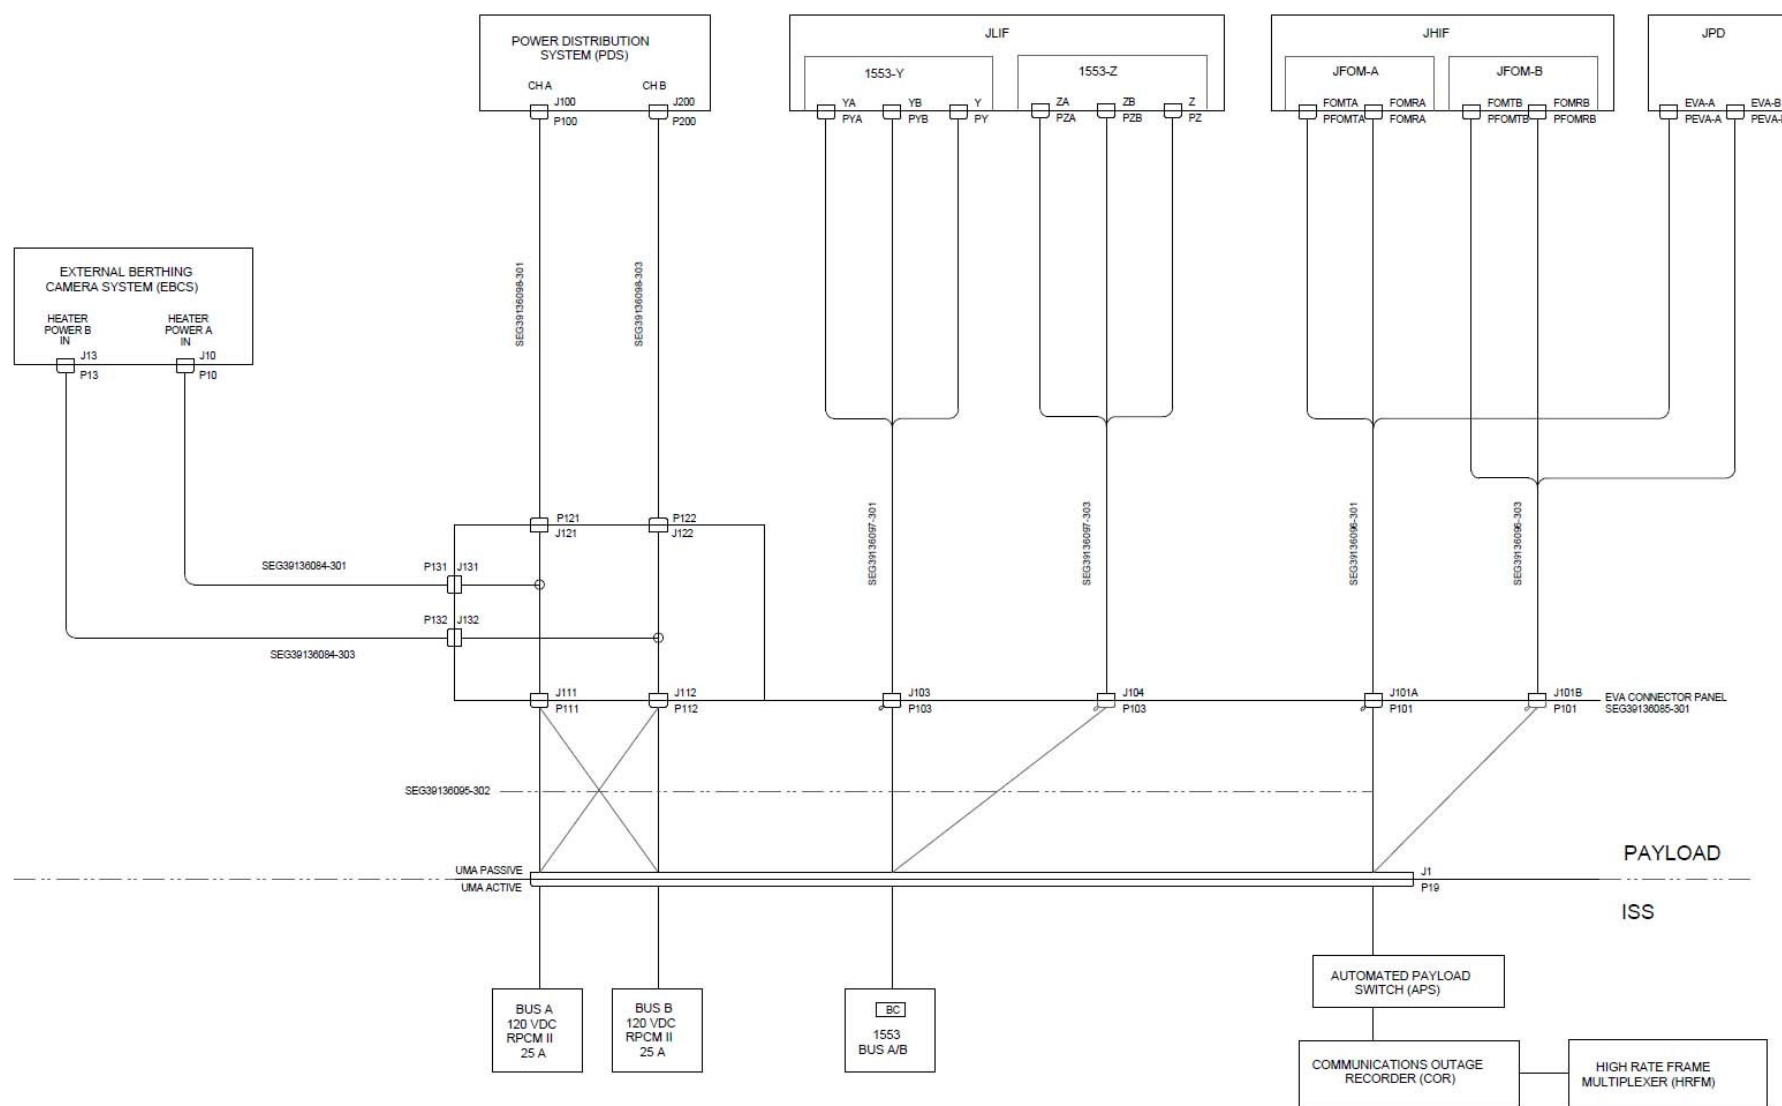 POWER DISTRIBUTION
SYSTEM (PDS)
CH A
CH B
J100
P100
J200
P200
JLIF
1553-Y
1553-Z
YA
PYA
YB
PYB
Y
PY
ZA
PZA
ZB
PZB
Z
PZ
JHIF
JFOM-A
JFOM-B
FOMTA
PFOMTA
FOMRA
FOMRA
FOMTB
PFOMTB
FOMRB
PFOMRB
JPD
EVA-A
PEVA-A
EVA-B
EXTERNAL BERTHING
CAMERA SYSTEM (EBCS)
HEATER
POWER B
IN
HEATER
POWER A
IN
J13
P13
J10
P10
SEG39136098-301
SEG39136098-303
SEG39136097-301
SEG39136097-303
SEG39136096-301
SEG39136096-303
P121
J121
P122
J122
SEG39136084-301
P131
J131
P132
J132
SEG39136084-303
J111
P111
J112
P112
J103
P103
J104
P103
J101A
P101
J101B
P101
EVA CONNECTOR PANEL
SEG39136085-301
SEG39136095-302
UMA PASSIVE
UMA ACTIVE
J1
P19
PAYLOAD
ISS
BUS A
120 VDC
RPCM II
25 A
BUS B
120 VDC
RPCM II
25 A
BC
1553
BUS A/B
AUTOMATED PAYLOAD
SWITCH (APS)
COMMUNICATIONS OUTAGE
RECORDER (COR)
HIGH RATE FRAME
MULTIPLEXER (HRFM)